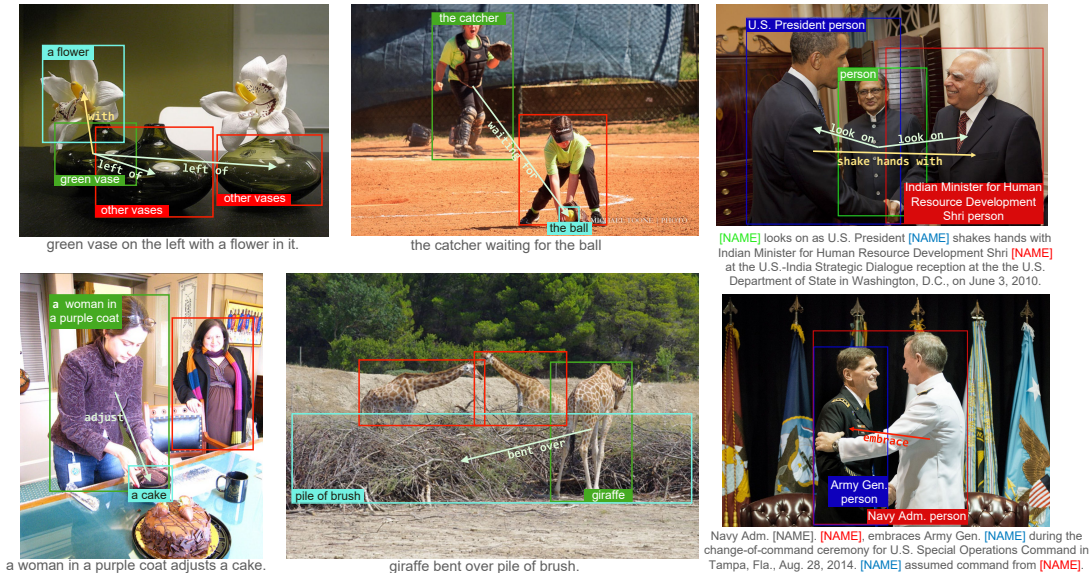 a flower
with
left of
left of
green vase
other vases
other vases
green vase on the left with a flower in it.
the catcher
waiting for
MICHAEL
PHOTO
the ball
the catcher waiting for the ball
U.S. President person
person
look on
look on
shake hands with
Indian Minister for Human
Resource Development
Shri person
[NAME] looks on as U.S. President [NAME] shakes hands with
Indian Minister for Human Resource Development Shri [NAME]
at the U.S.-India Strategic Dialogue reception at the the U.S.
Department of State in Washington, D.C., on June 3, 2010.
a woman in
a purple coat
adjust
a cake
a woman in a purple coat adjusts a cake.
bent over
pile of brush
giraffe
giraffe bent over pile of brush.
embrace
Army Gen.
person
Navy Adm. person
Navy Adm. [NAME]. [NAME], embraces Army Gen. [NAME] during the
change-of-command ceremony for U.S. Special Operations Command in
Tampa, Fla., Aug. 28, 2014. [NAME] assumed command from [NAME].